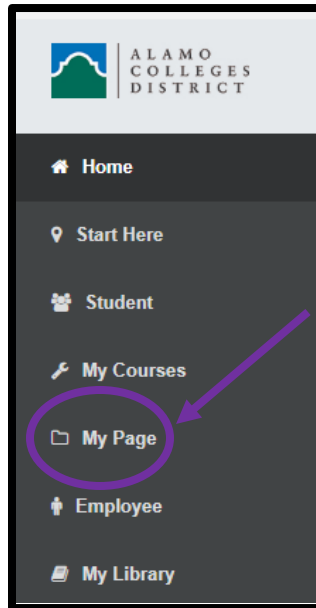 ALAMO
COLLEGES
DISTRICT
Home
Start Here
Student
My Courses
My Page
Employee
My Library